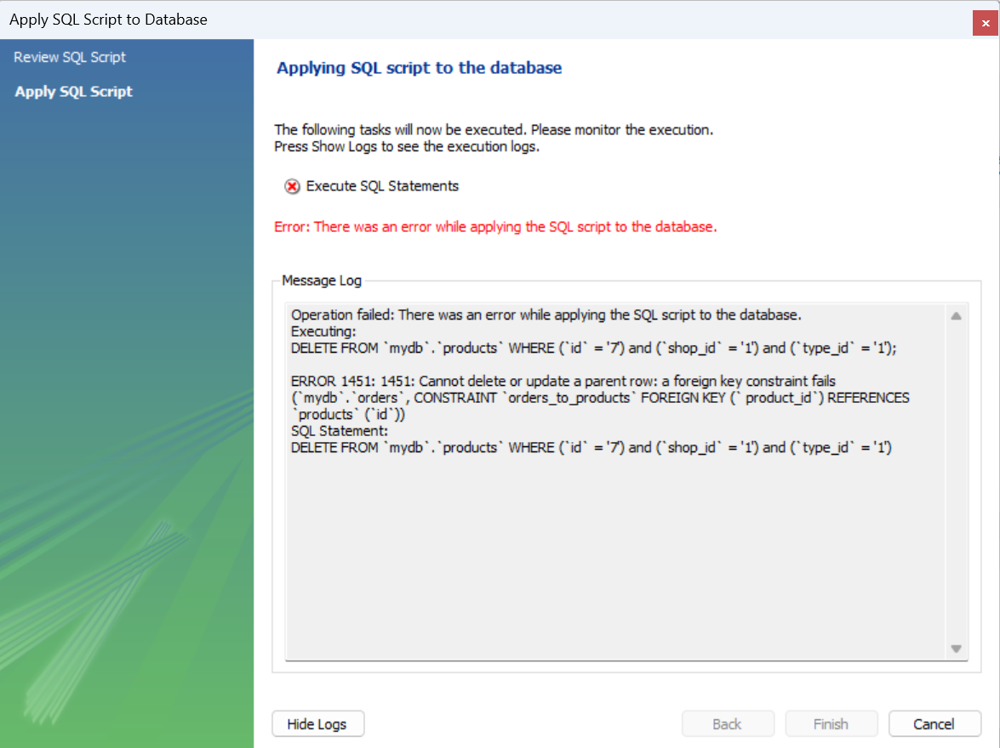 Apply SQL Script to Database
Review SQL Script
Apply SQL Script
Applying SQL script to the database
The following tasks will now be executed. Please monitor the execution.
Press Show Logs to see the execution logs.
Execute SQL Statements
Error: There was an error while applying the SQL script to the database.
Message Log
Operation failed: There was an error while applying the SQL script to the database.
Executing:
DELETE FROM `mydb`.`products` WHERE (`id` = '7') and (`shop_id` = '1') and (`type_id` = '1');
ERROR 1451: 1451: Cannot delete or update a parent row: a foreign key constraint fails
(`mydb`.`orders`, CONSTRAINT `orders_to_products` FOREIGN KEY (` product_id`) REFERENCES
`products` (`id`))
SQL Statement:
DELETE FROM `mydb`.`products` WHERE (`id` = '7') and (`shop_id` = '1') and (`type_id` = '1')
Hide Logs
Back
Finish
Cancel